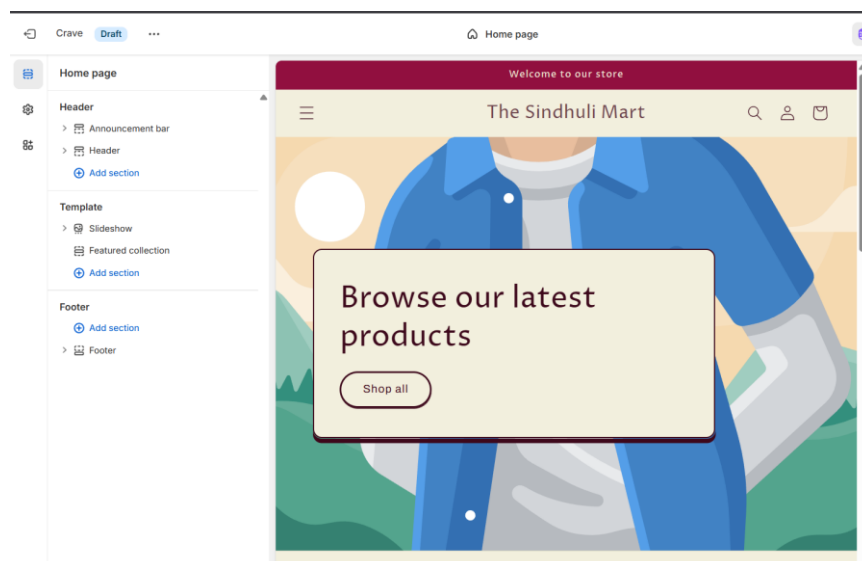 Crave Draft ...
Home page
Home page
Header
Announcement bar
Header
Add section
Template
Slideshow
Featured collection
Add section
Footer
Add section
Footer
Welcome to our store
The Sindhuli Mart
Browse our latest
products
Shop all